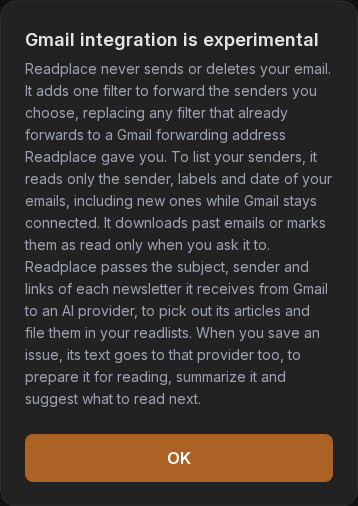 Gmail integration is experimental
Readplace never sends or deletes your email.
It adds one filter to forward the senders you
choose, replacing any filter that already
forwards to a Gmail forwarding address
Readplace gave you. To list your senders, it
reads only the sender, labels and date of your
emails, including new ones while Gmail stays
connected. It downloads past emails or marks
them as read only when you ask it to.
Readplace passes the subject, sender and
links of each newsletter it receives from Gmail
to an AI provider, to pick out its articles and
file them in your readlists. When you save an
issue, its text goes to that provider too, to
prepare it for reading, summarize it and
suggest what to read next.
OK